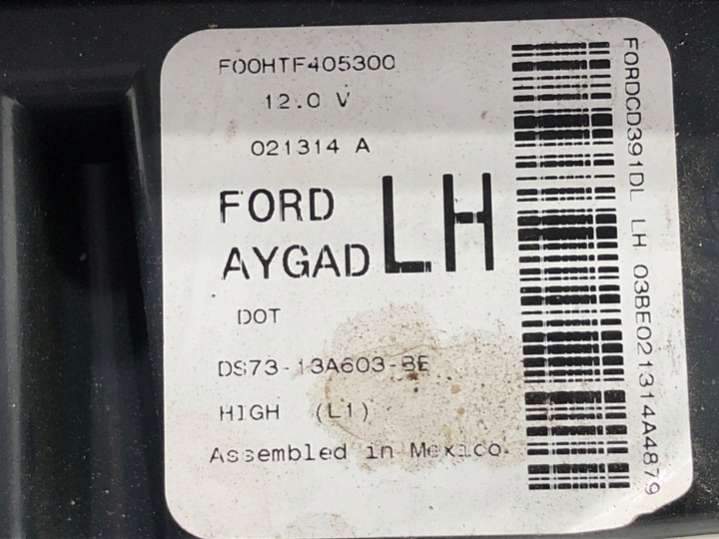 F00HTF405300
12.0 V
021314 A
FORD
AYGAD
LH
DOT
DS73-13A603-BE
HIGH (L1)
Assembled in Mexico.
FORDCD391DL LH 03BE021314A4879